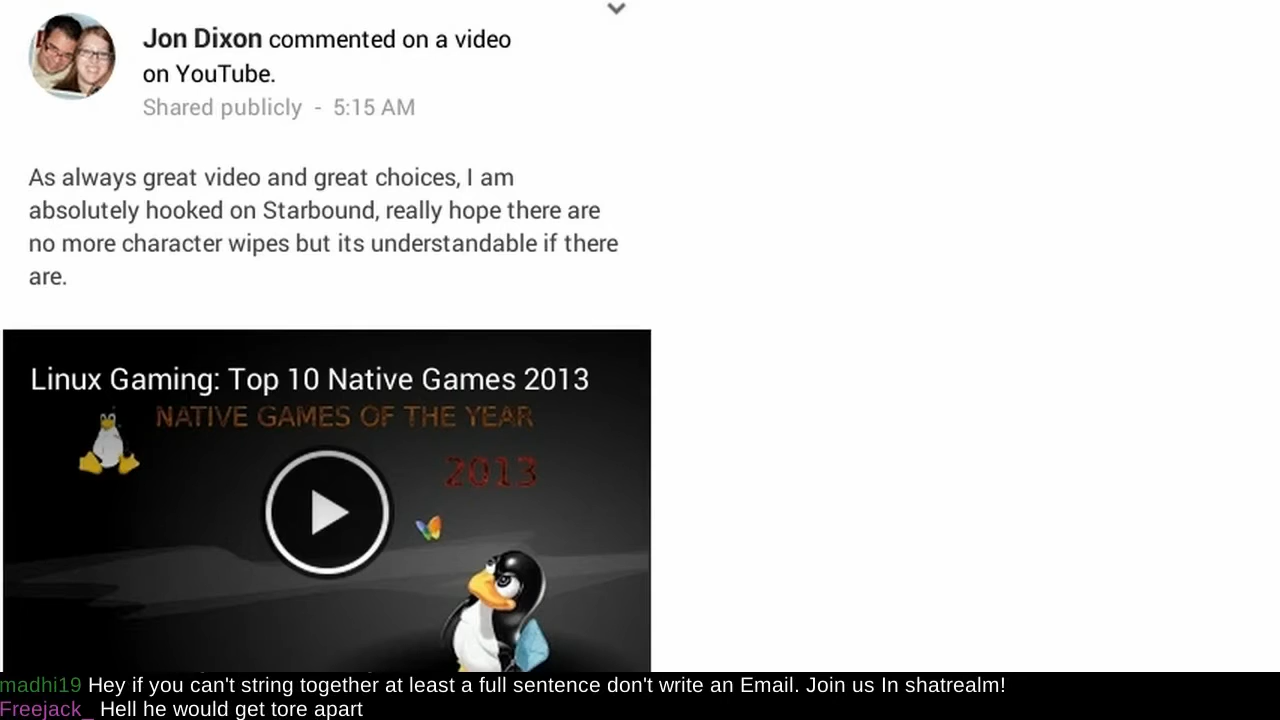 Jon Dixon commented on a video
on YouTube.
Shared publicly - 5:15 AM
As always great video and great choices, I am
absolutely hooked on Starbound, really hope there are
no more character wipes but its understandable if there
are.
Linux Gaming: Top 10 Native Games 2013
NATIVE GAMES OF THE YEAR
2013
madhi19 Hey if you can't string together at least a full sentence don't write an Email. Join us In shatrealm!
Freejack_ Hell he would get tore apart